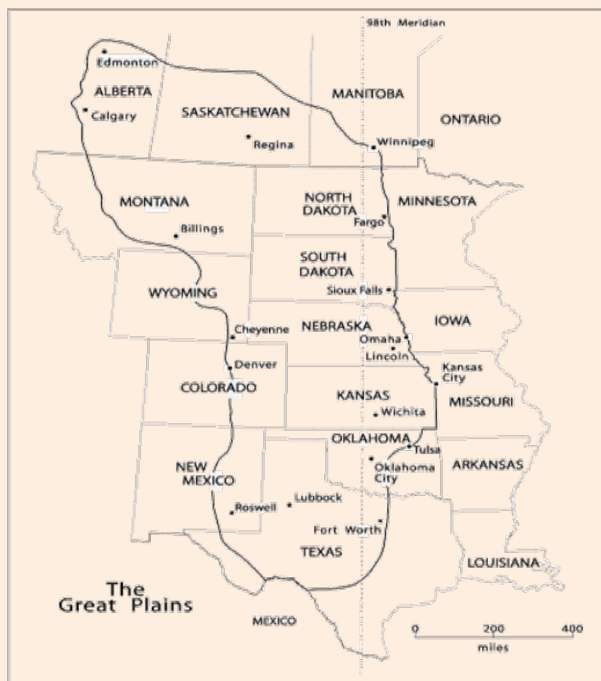 98th Meridian
Edmonton
ALBERTA
Calgary
SASKATCHEWAN
Regina
MANITOBA
Winnipeg
ONTARIO
MONTANA
Billings
NORTH
DAKOTA
Fargo
MINNESOTA
SOUTH
DAKOTA
Sioux Falls
WYOMING
Cheyenne
NEBRASKA
Omaha
Lincoln
IOWA
Denver
COLORADO
KANSAS
Wichita
Kansas
City
MISSOURI
OKLAHOMA
Tulsa
Oklahoma
City
ARKANSAS
NEW
MEXICO
Roswell
Lubbock
Fort Worth
TEXAS
LOUISIANA
The
Great Plains
MEXICO
0 200 400
miles